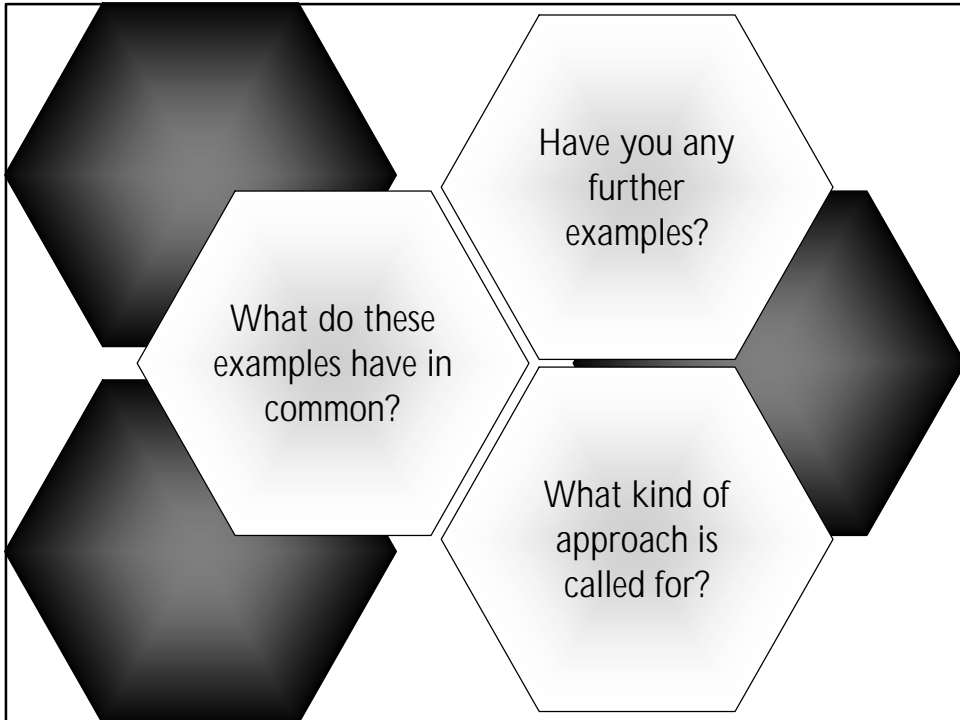 Have you any
further
examples?
What do these
examples have in
common?
What kind of
approach is
called for?